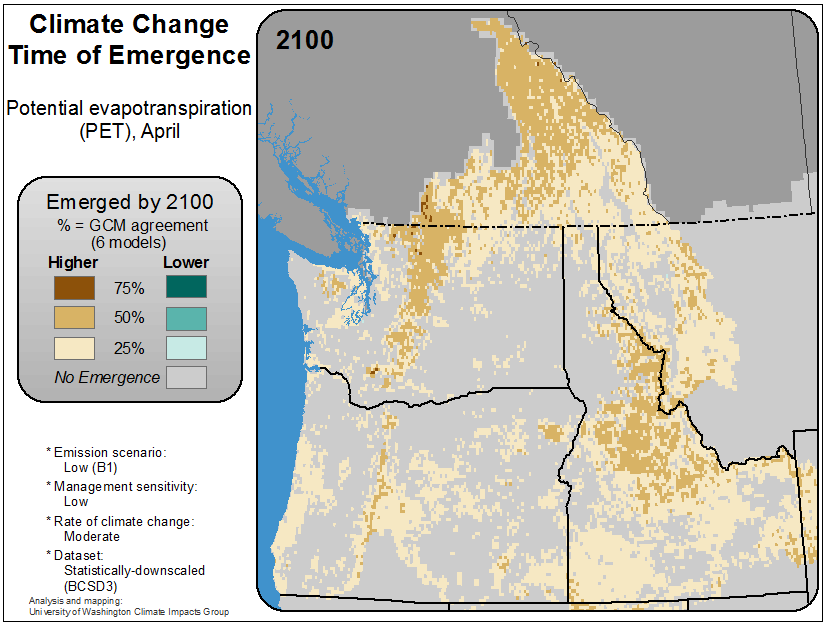 Climate Change
Time of Emergence
Potential evapotranspiration
(PET), April
Emerged by 2100
% = GCM agreement
(6 models)
Higher Lower
75%
50%
25%
No Emergence
* Emission scenario:
Low (B1)
* Management sensitivity:
Low
* Rate of climate change:
Moderate
* Dataset:
Statistically-downscaled
(BCSD3)
Analysis and mapping:
University of Washington Climate Impacts Group
2100